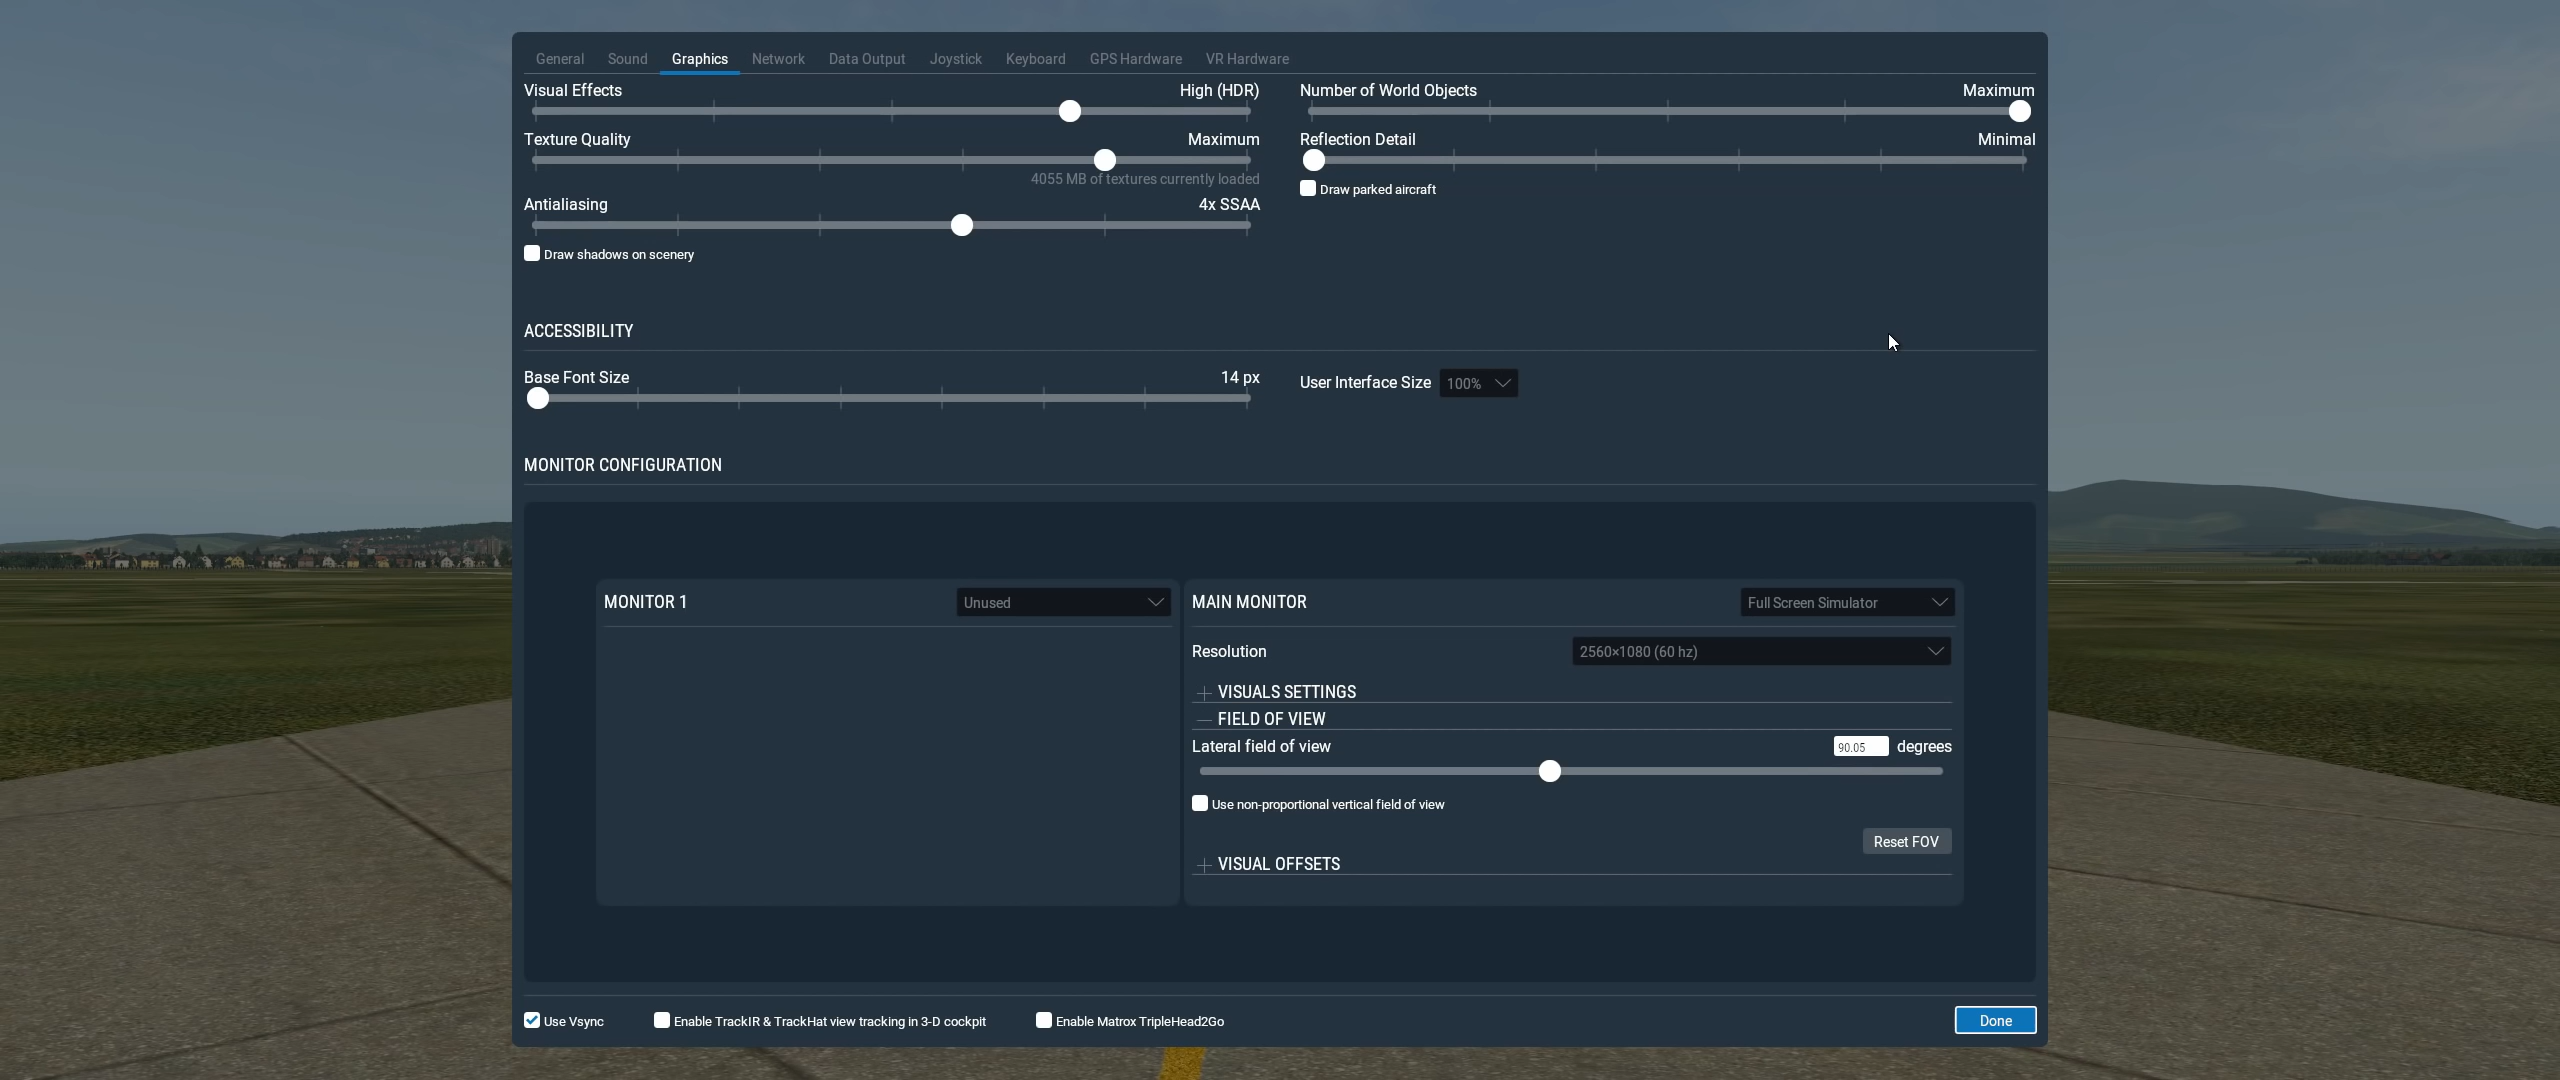 General Sound Graphics Network Data Output Joystick Keyboard GPS Hardware VR Hardware
Visual Effects High (HDR)
Number of World Objects Maximum
Texture Quality Maximum
Reflection Detail Minimal
4055 MB of textures currently loaded
Draw parked aircraft
Antialiasing 4x SSAA
Draw shadows on scenery
ACCESSIBILITY
Base Font Size 14 px
User Interface Size 100%
MONITOR CONFIGURATION
MONITOR 1 Unused
MAIN MONITOR Full Screen Simulator
Resolution 2560×1080 (60 hz)
VISUALS SETTINGS
FIELD OF VIEW
Lateral field of view 90.05 degrees
Use non-proportional vertical field of view
Reset FOV
VISUAL OFFSETS
Use Vsync Enable TrackIR & TrackHat view tracking in 3-D cockpit Enable Matrox TripleHead2Go Done